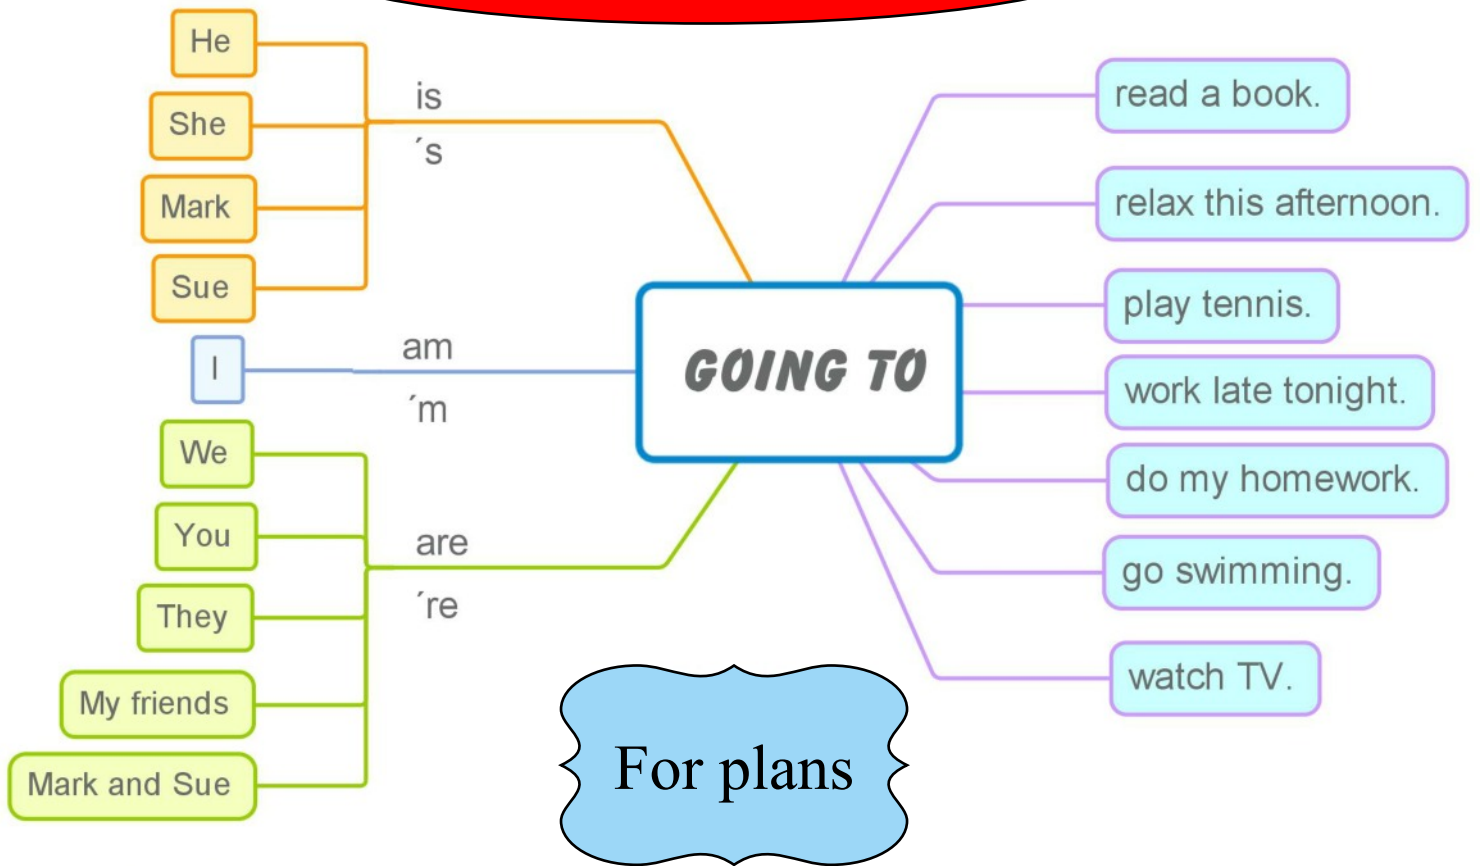 He
She
Mark
Sue
is
´s
I
am
´m
We
You
They
My friends
Mark and Sue
are
´re
GOING TO
read a book.
relax this afternoon.
play tennis.
work late tonight.
do my homework.
go swimming.
watch TV.
For plans